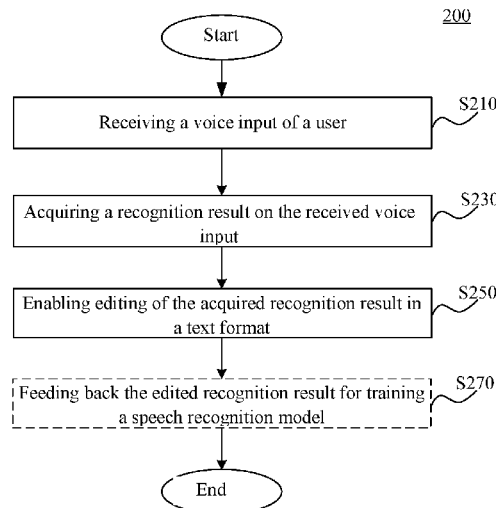 200
Start
S210
Receiving a voice input of a user
S230
Acquiring a recognition result on the received voice
input
S250
Enabling editing of the acquired recognition result in
a text format
S270
Feeding back the edited recognition result for training
a speech recognition model
End